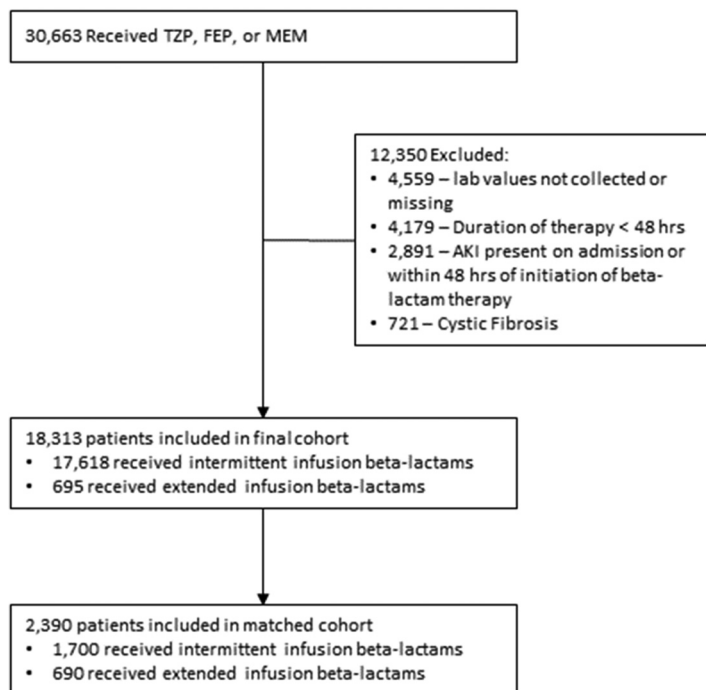 30,663 Received TZP, FEP, or MEM
12,350 Excluded:
• 4,559 – lab values not collected or
missing
• 4,179 – Duration of therapy < 48 hrs
• 2,891 – AKI present on admission or
within 48 hrs of initiation of beta-
lactam therapy
• 721 – Cystic Fibrosis
18,313 patients included in final cohort
• 17,618 received intermittent infusion beta-lactams
• 695 received extended infusion beta-lactams
2,390 patients included in matched cohort
• 1,700 received intermittent infusion beta-lactams
• 690 received extended infusion beta-lactams